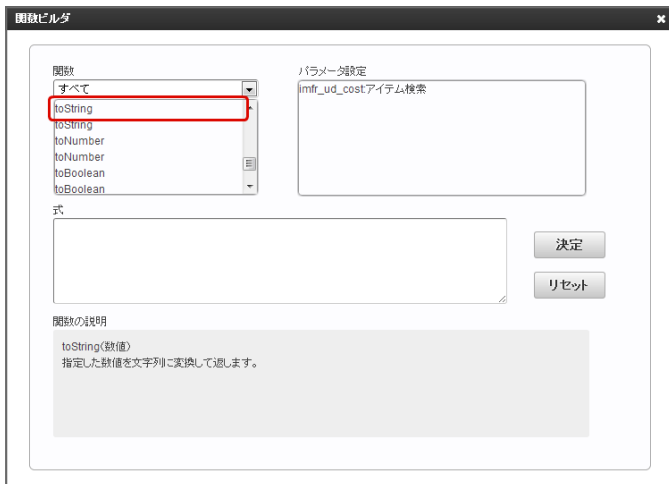 関数ビルダ
関数
すべて
toString
toString
toNumber
toNumber
toBoolean
toBoolean
パラメータ設定
imfr_ud_cost:アイテム検索
式
決定
リセット
関数の説明
toString(数値)
指定した数値を文字列に変換して返します。